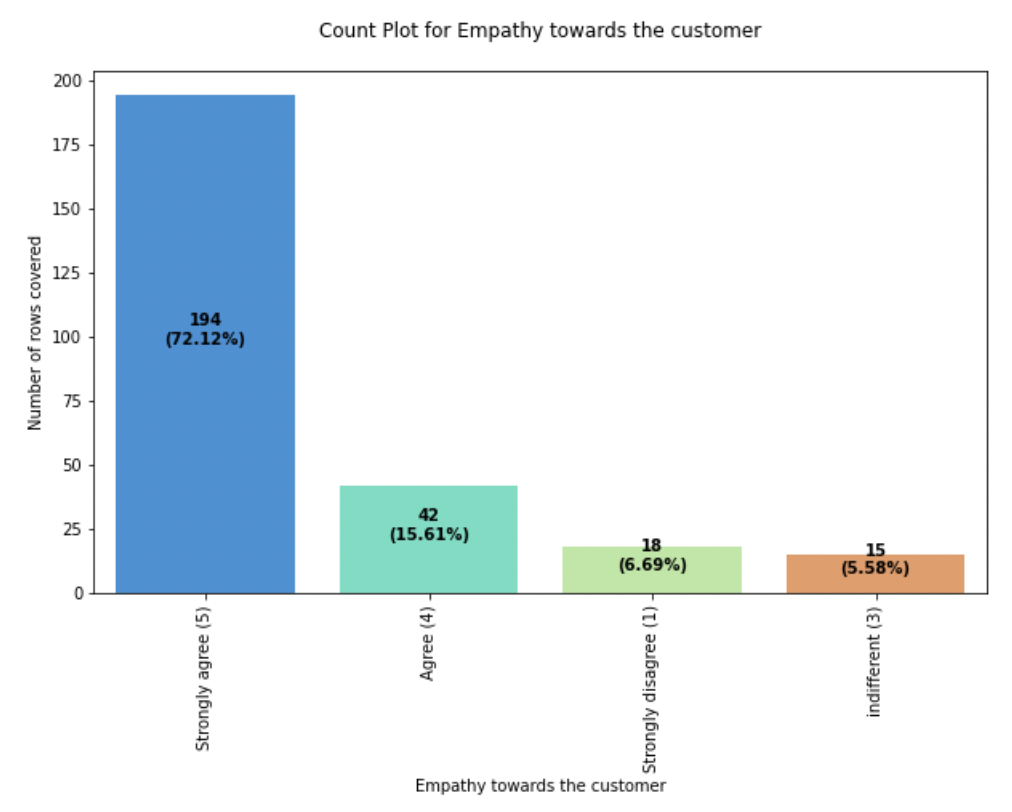 Count Plot for Empathy towards the customer
200
175
150
125
100
75
50
25
0
Number of rows covered
194
(72.12%)
42
(15.61%)
18
(6.69%)
15
(5.58%)
Strongly agree (5)
Agree (4)
Strongly disagree (1)
indifferent (3)
Empathy towards the customer